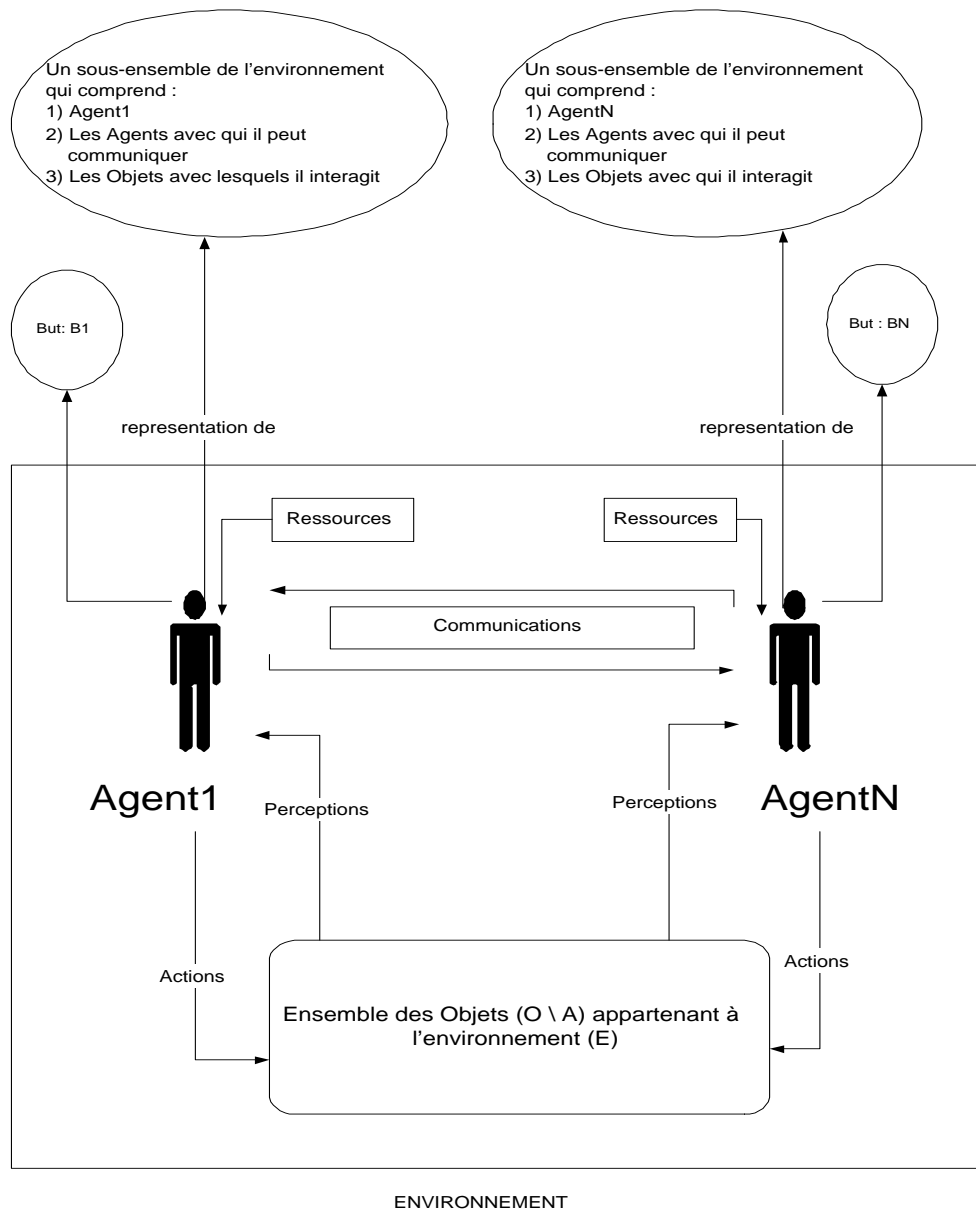 Un sous-ensemble de l'environnement
qui comprend :
1) Agent1
2) Les Agents avec qui il peut
communiquer
3) Les Objets avec lesquels il interagit
Un sous-ensemble de l'environnement
qui comprend :
1) AgentN
2) Les Agents avec qui il peut
communiquer
3) Les Objets avec qui il interagit
But: B1
But : BN
representation de
representation de
Ressources
Ressources
Communications
Agent1
AgentN
Perceptions
Perceptions
Actions
Actions
Ensemble des Objets (O \ A) appartenant à
l'environnement (E)
ENVIRONNEMENT